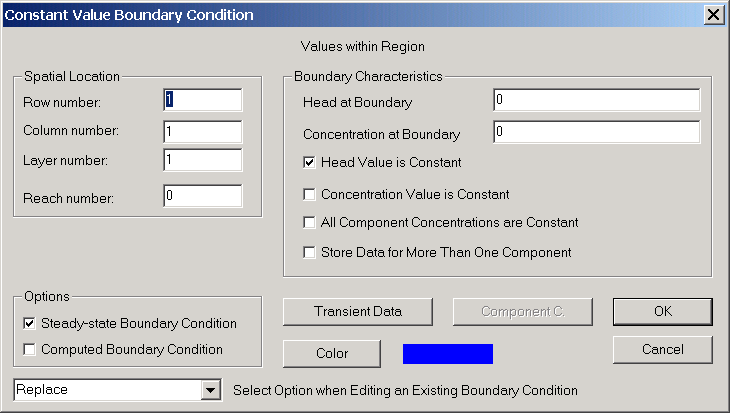 Constant Value Boundary Condition
Values within Region
Spatial Location
Row number: 1
Column number: 1
Layer number: 1
Reach number: 0
Boundary Characteristics
Head at Boundary 0
Concentration at Boundary 0
Head Value is Constant
Concentration Value is Constant
All Component Concentrations are Constant
Store Data for More Than One Component
Options
Steady-state Boundary Condition
Computed Boundary Condition
Transient Data Component C. OK
Color Cancel
Replace Select Option when Editing an Existing Boundary Condition